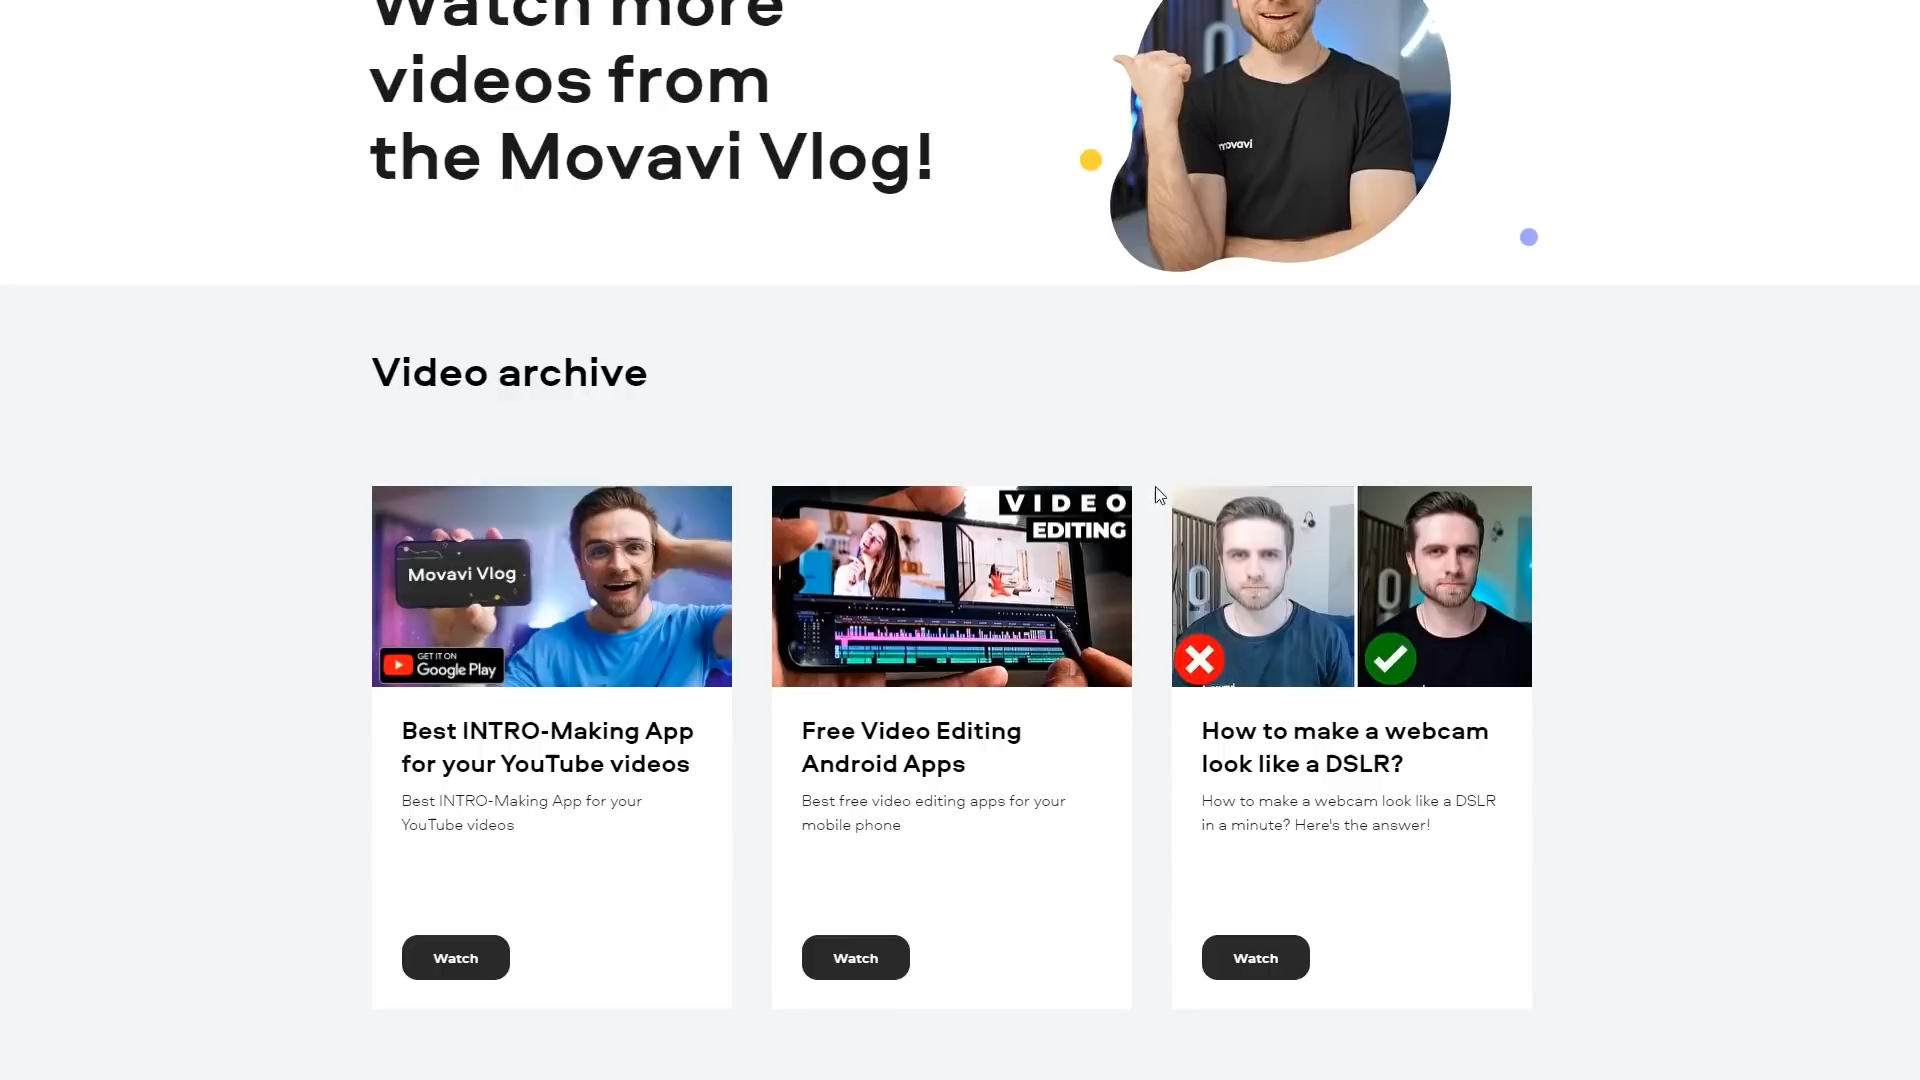 Watch more
videos from
the Movavi Vlog!
movavi
Video archive
Movavi Vlog
GET IT ON
Google Play
VIDEO
EDITING
Best INTRO-Making App
for your YouTube videos
Best INTRO-Making App for your
YouTube videos
Watch
Free Video Editing
Android Apps
Best free video editing apps for your
mobile phone
Watch
How to make a webcam
look like a DSLR?
How to make a webcam look like a DSLR
in a minute? Here's the answer!
Watch